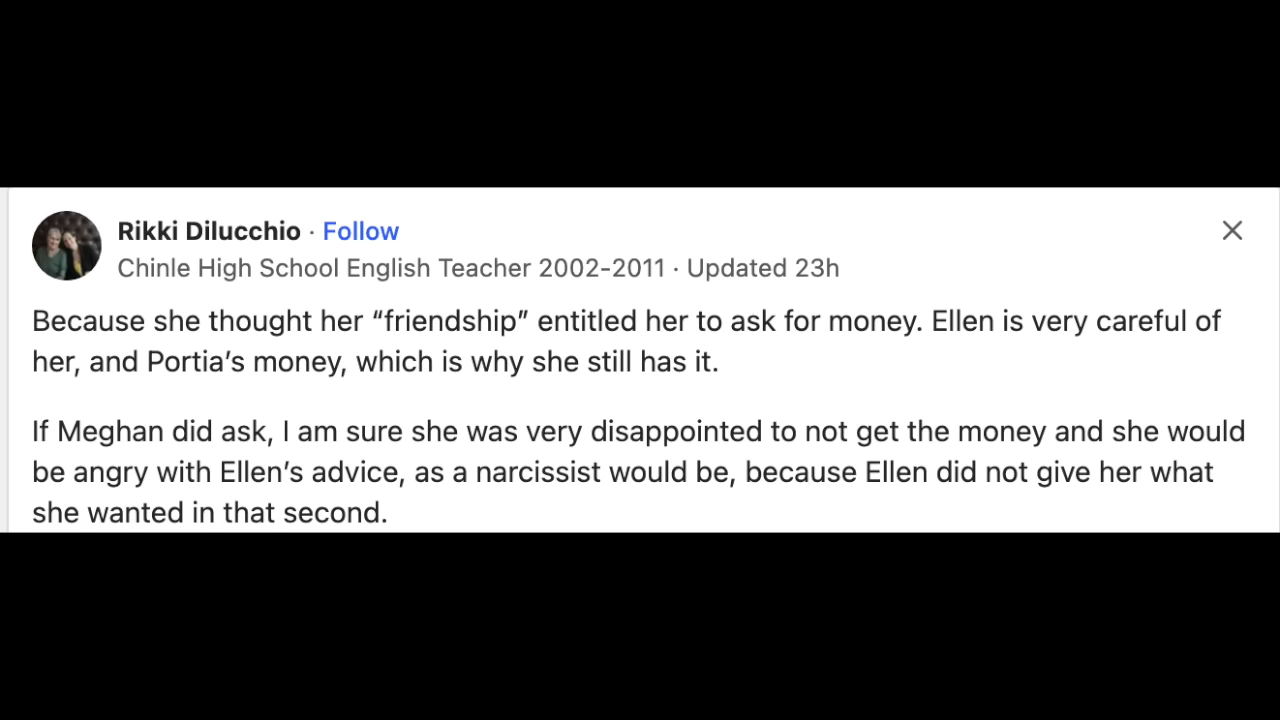 Rikki Dilucchio · Follow
Chinle High School English Teacher 2002-2011 · Updated 23h
Because she thought her “friendship” entitled her to ask for money. Ellen is very careful of
her, and Portia’s money, which is why she still has it.
If Meghan did ask, I am sure she was very disappointed to not get the money and she would
be angry with Ellen’s advice, as a narcissist would be, because Ellen did not give her what
she wanted in that second.